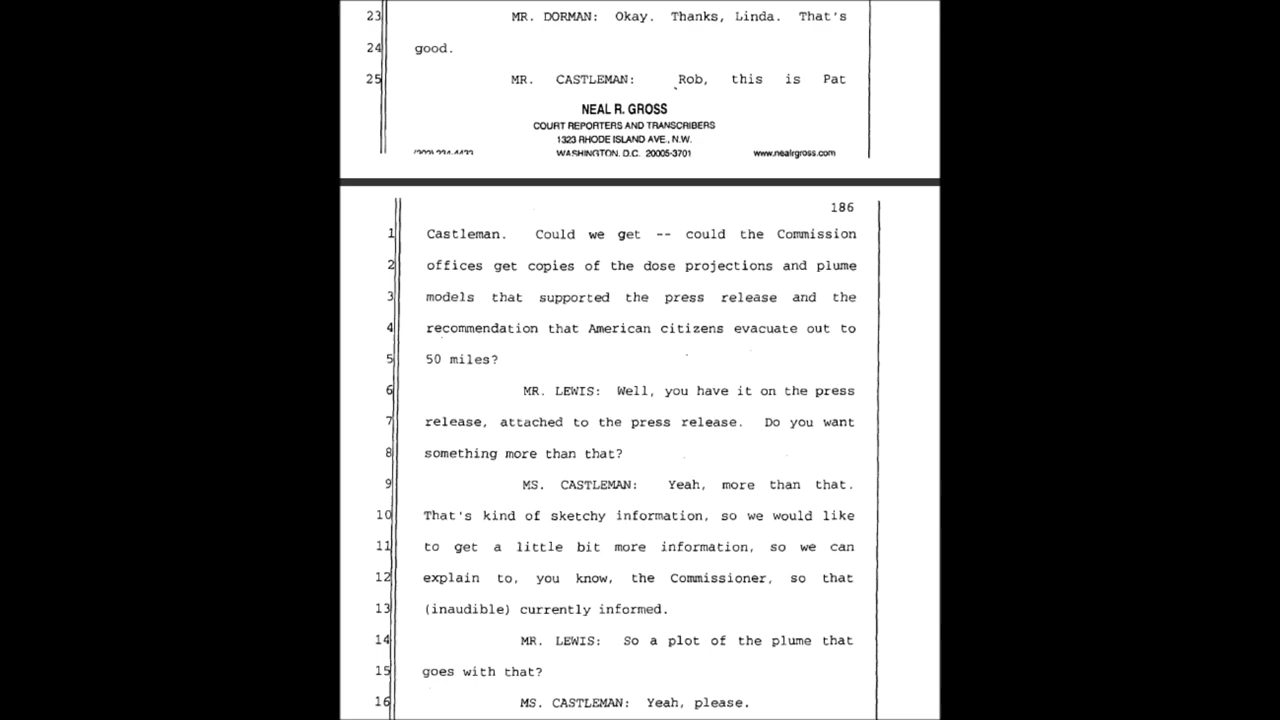 23 MR. DORMAN: Okay. Thanks, Linda. That's
24 good.
25 MR. CASTLEMAN: Rob, this is Pat
NEAL R. GROSS
COURT REPORTERS AND TRANSCRIBERS
1323 RHODE ISLAND AVE., N.W.
(202) 234-4433 WASHINGTON, D.C. 20005-3701 www.nealrgross.com
186
1 Castleman. Could we get -- could the Commission
2 offices get copies of the dose projections and plume
3 models that supported the press release and the
4 recommendation that American citizens evacuate out to
5 50 miles?
6 MR. LEWIS: Well, you have it on the press
7 release, attached to the press release. Do you want
8 something more than that?
9 MS. CASTLEMAN: Yeah, more than that.
10 That's kind of sketchy information, so we would like
11 to get a little bit more information, so we can
12 explain to, you know, the Commissioner, so that
13 (inaudible) currently informed.
14 MR. LEWIS: So a plot of the plume that
15 goes with that?
16 MS. CASTLEMAN: Yeah, please.